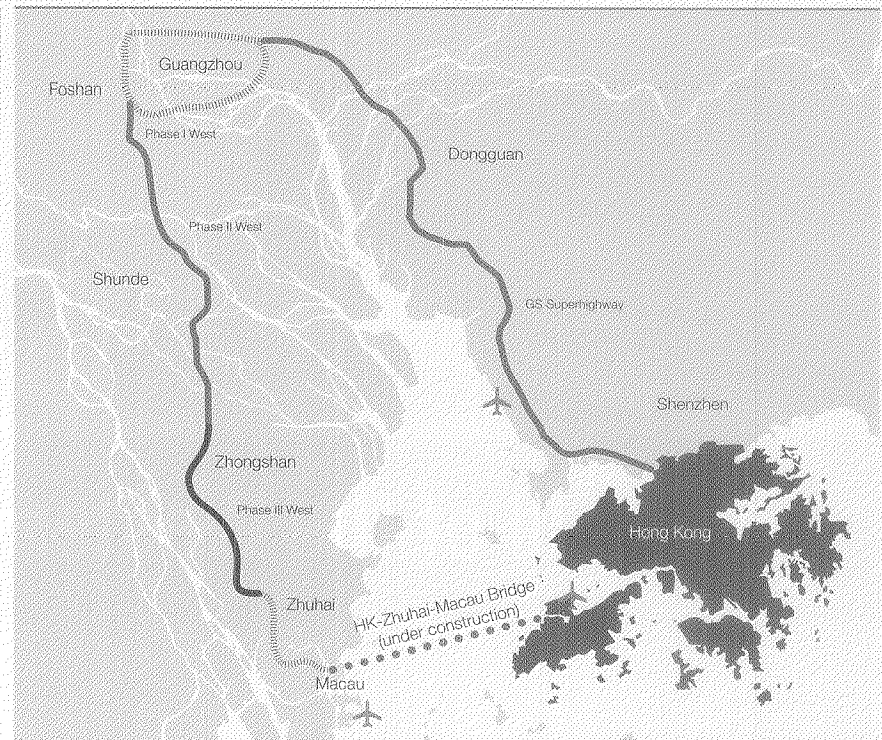 Guangzhou
Foshan
Phase I West
Dongguan
Phase II West
Shunde
GS Superhighway
Shenzhen
Zhongshan
Phase III West
Hong Kong
HK-Zhuhai-Macau Bridge
(under construction)
Zhuhai
Macau